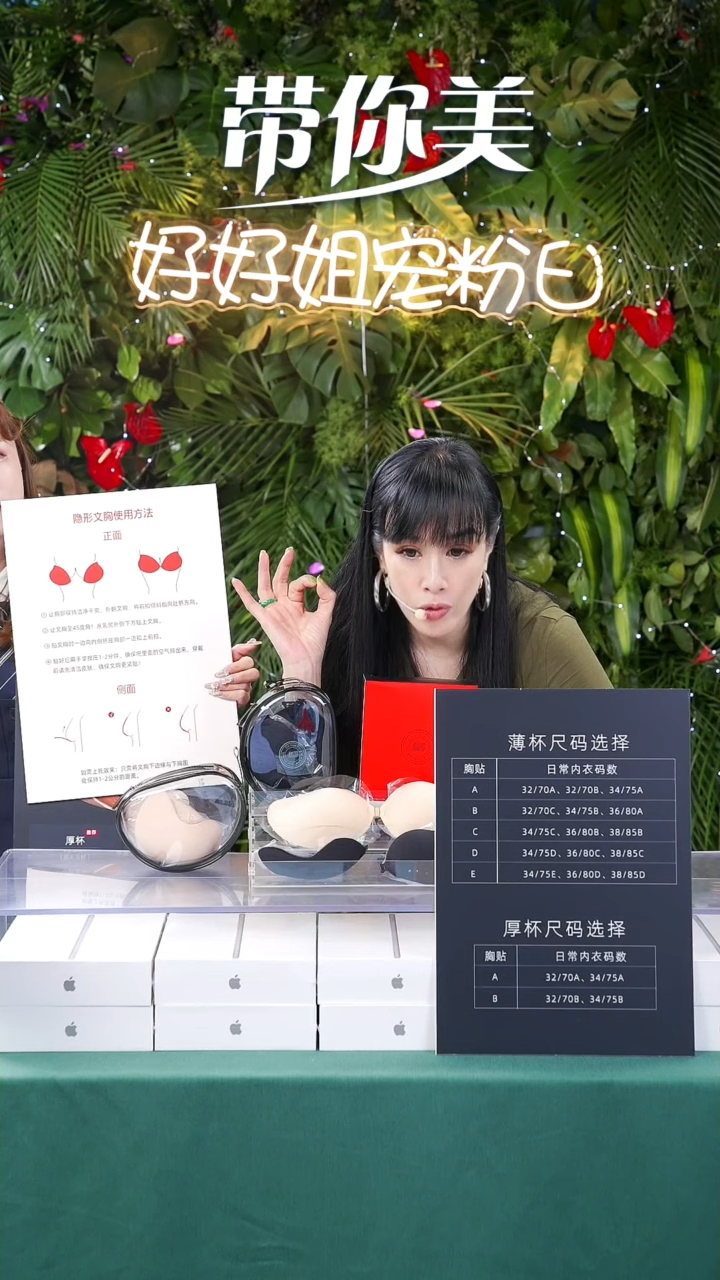 带你美
好好姐宠粉日
隐形文胸使用方法
正面
侧面
厚杯
推荐
薄杯尺码选择
胸贴 日常内衣码数
A 32/70A、32/70B、34/75A
B 32/70C、34/75B、36/80A
C 34/75C、36/80B、38/85B
D 34/75D、36/80C、38/85C
E 34/75E、36/80D、38/85D
厚杯尺码选择
胸贴 日常内衣码数
A 32/70A、34/75A
B 32/70B、34/75B